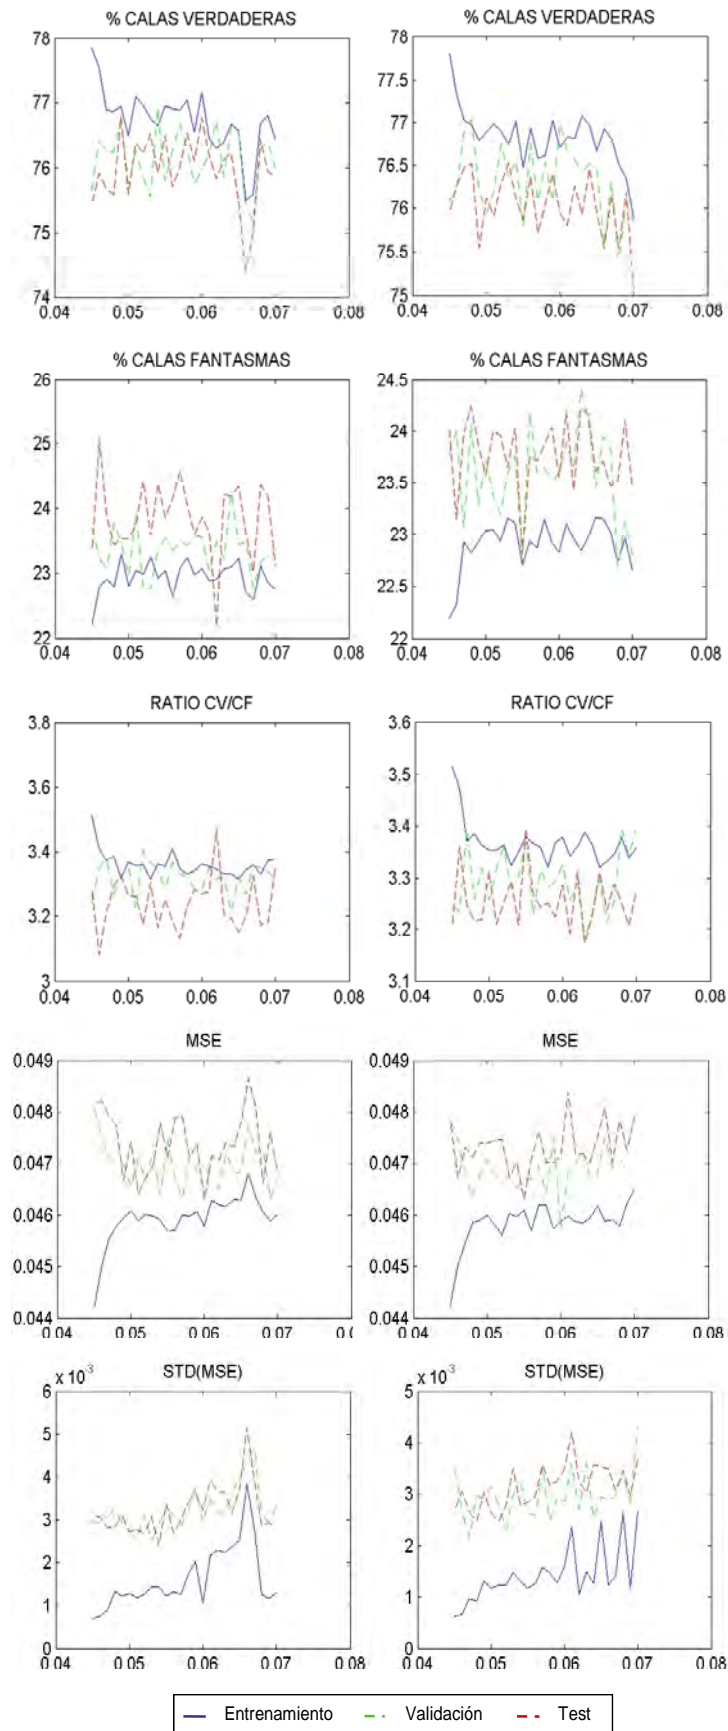 % CALAS VERDADERAS
78
77
76
75
74
0.04 0.05 0.06 0.07 0.08
% CALAS VERDADERAS
78
77.5
77
76.5
76
75.5
75
0.04 0.05 0.06 0.07 0.08
% CALAS FANTASMAS
26
25
24
23
22
0.04 0.05 0.06 0.07 0.08
% CALAS FANTASMAS
24.5
24
23.5
23
22.5
22
0.04 0.05 0.06 0.07 0.08
RATIO CV/CF
3.8
3.6
3.4
3.2
3
0.04 0.05 0.06 0.07 0.08
RATIO CV/CF
3.6
3.5
3.4
3.3
3.2
3.1
0.04 0.05 0.06 0.07 0.08
MSE
0.049
0.048
0.047
0.046
0.045
0.044
0.04 0.05 0.06 0.07
MSE
0.049
0.048
0.047
0.046
0.045
0.044
0.04 0.05 0.06 0.07 0.08
STD(MSE)
x 10-3
6
5
4
3
2
1
0
0.04 0.05 0.06 0.07 0.08
STD(MSE)
x 10-3
5
4
3
2
1
0
0.04 0.05 0.06 0.07 0.08
Entrenamiento Validación Test